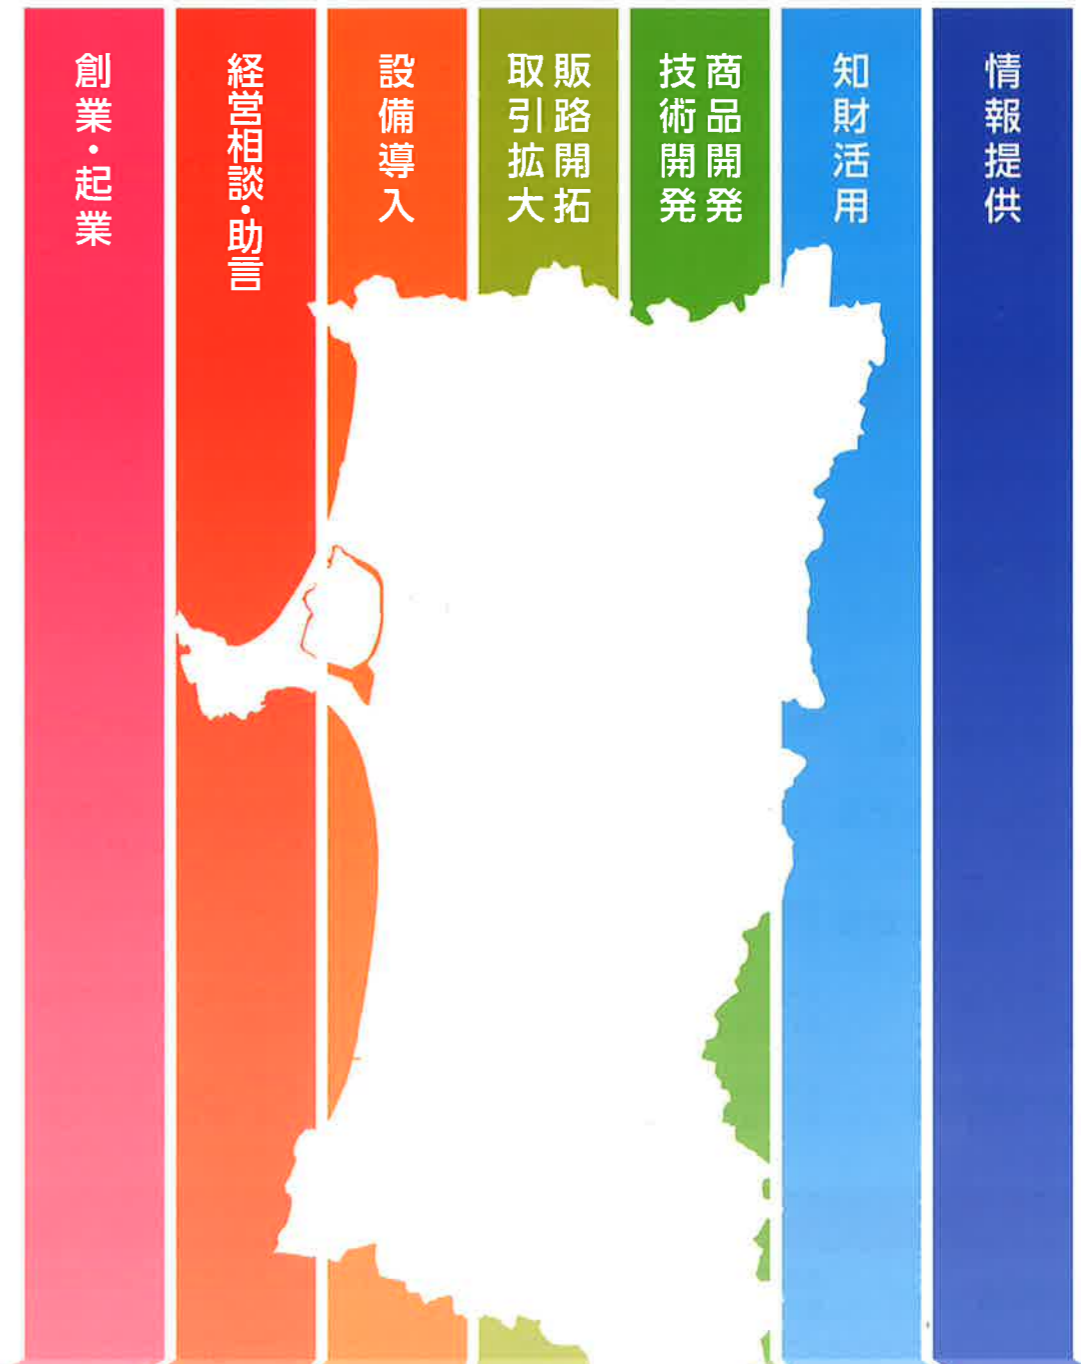 創業・起業
経営相談・助言
設備導入
販路開拓
取引拡大
商品開発
技術開発
知財活用
情報提供